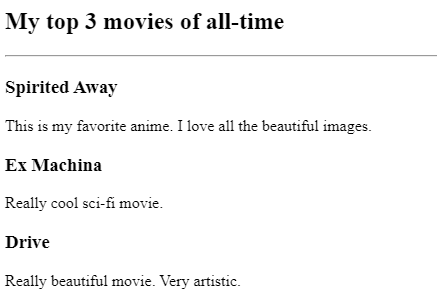 My top 3 movies of all-time
Spirited Away
This is my favorite anime. I love all the beautiful images.
Ex Machina
Really cool sci-fi movie.
Drive
Really beautiful movie. Very artistic.